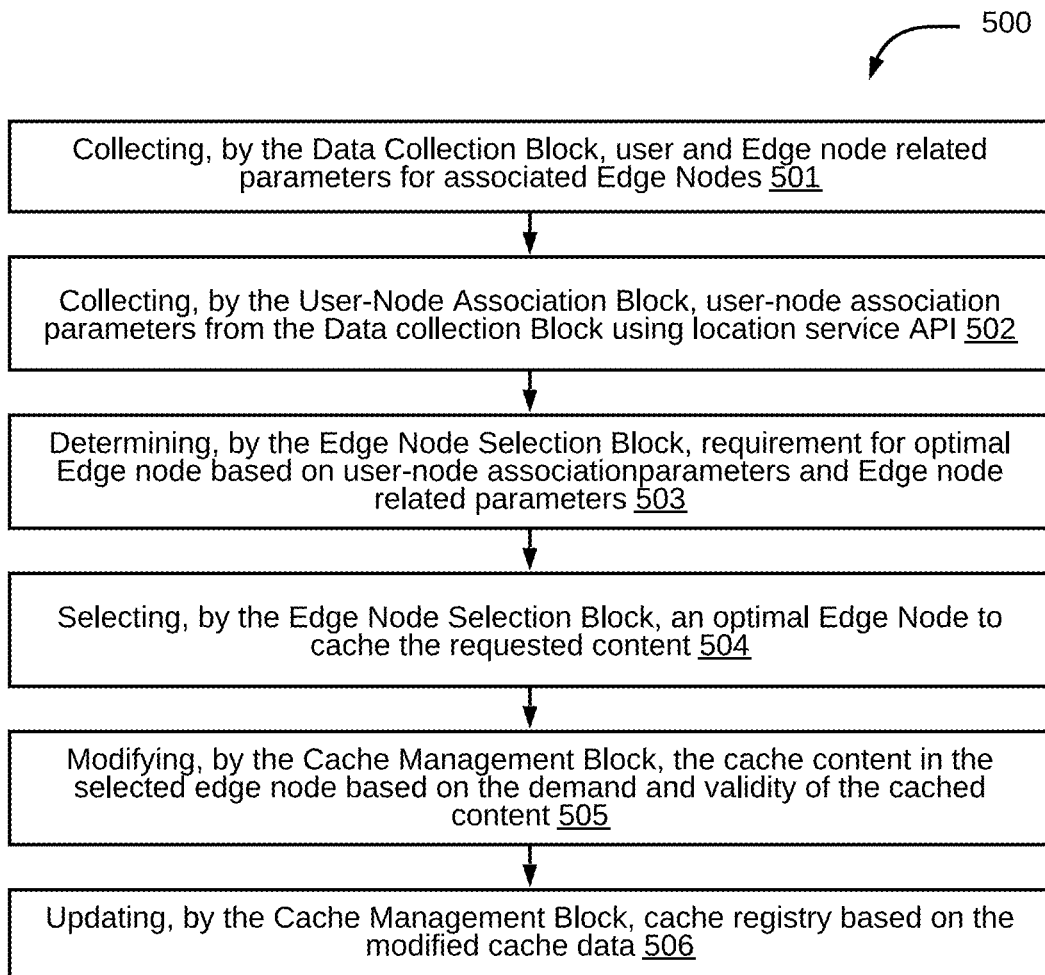 500
Collecting, by the Data Collection Block, user and Edge node related
parameters for associated Edge Nodes 501
Collecting, by the User-Node Association Block, user-node association
parameters from the Data collection Block using location service API 502
Determining, by the Edge Node Selection Block, requirement for optimal
Edge node based on user-node associationparameters and Edge node
related parameters 503
Selecting, by the Edge Node Selection Block, an optimal Edge Node to
cache the requested content 504
Modifying, by the Cache Management Block, the cache content in the
selected edge node based on the demand and validity of the cached
content 505
Updating, by the Cache Management Block, cache registry based on the
modified cache data 506